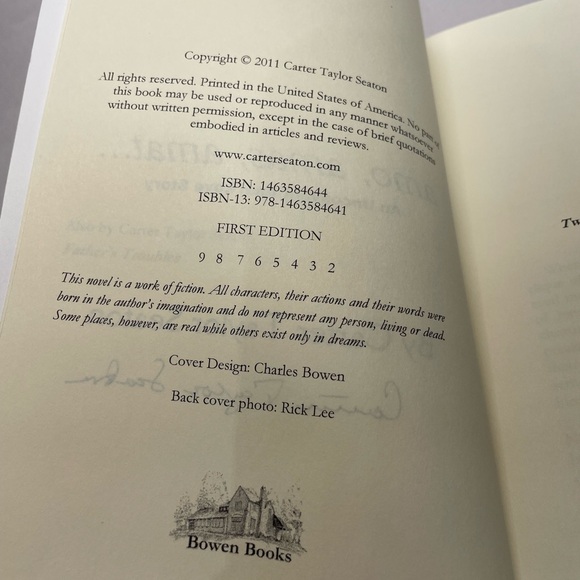 Copyright © 2011 Carter Taylor Seaton
All rights reserved. Printed in the United States of America. No part of
this book may be used or reproduced in any manner whatsoever
without written permission, except in the case of brief quotations
embodied in articles and reviews.
www.carterseaton.com
ISBN: 1463584644
ISBN-13: 978-1463584641
FIRST EDITION
9 8 7 6 5 4 3 2
This novel is a work of fiction. All characters, their actions and their words were
born in the author's imagination and do not represent any person, living or dead.
Some places, however, are real while others exist only in dreams.
Cover Design: Charles Bowen
Back cover photo: Rick Lee
Bowen Books